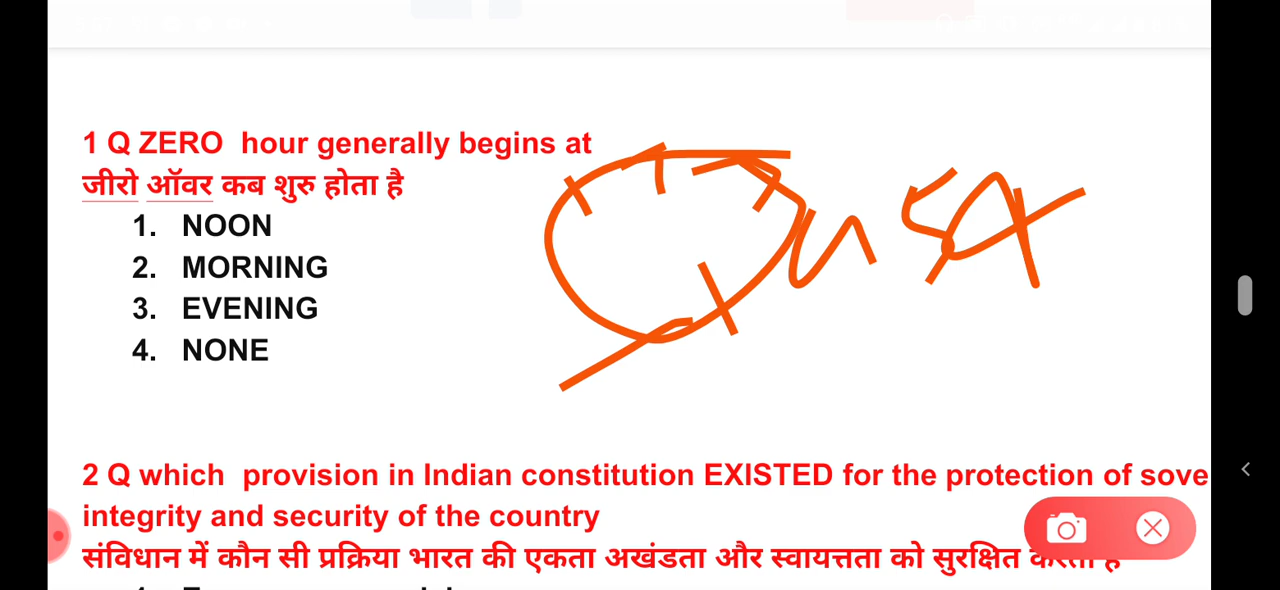 1 Q ZERO hour generally begins at
जीरो ऑवर कब शुरु होता है
1. NOON
2. MORNING
3. EVENING
4. NONE
2 Q which provision in Indian constitution EXISTED for the protection of sove
integrity and security of the country
संविधान में कौन सी प्रक्रिया भारत की एकता अखंडता और स्वायत्तता को सुरक्षित